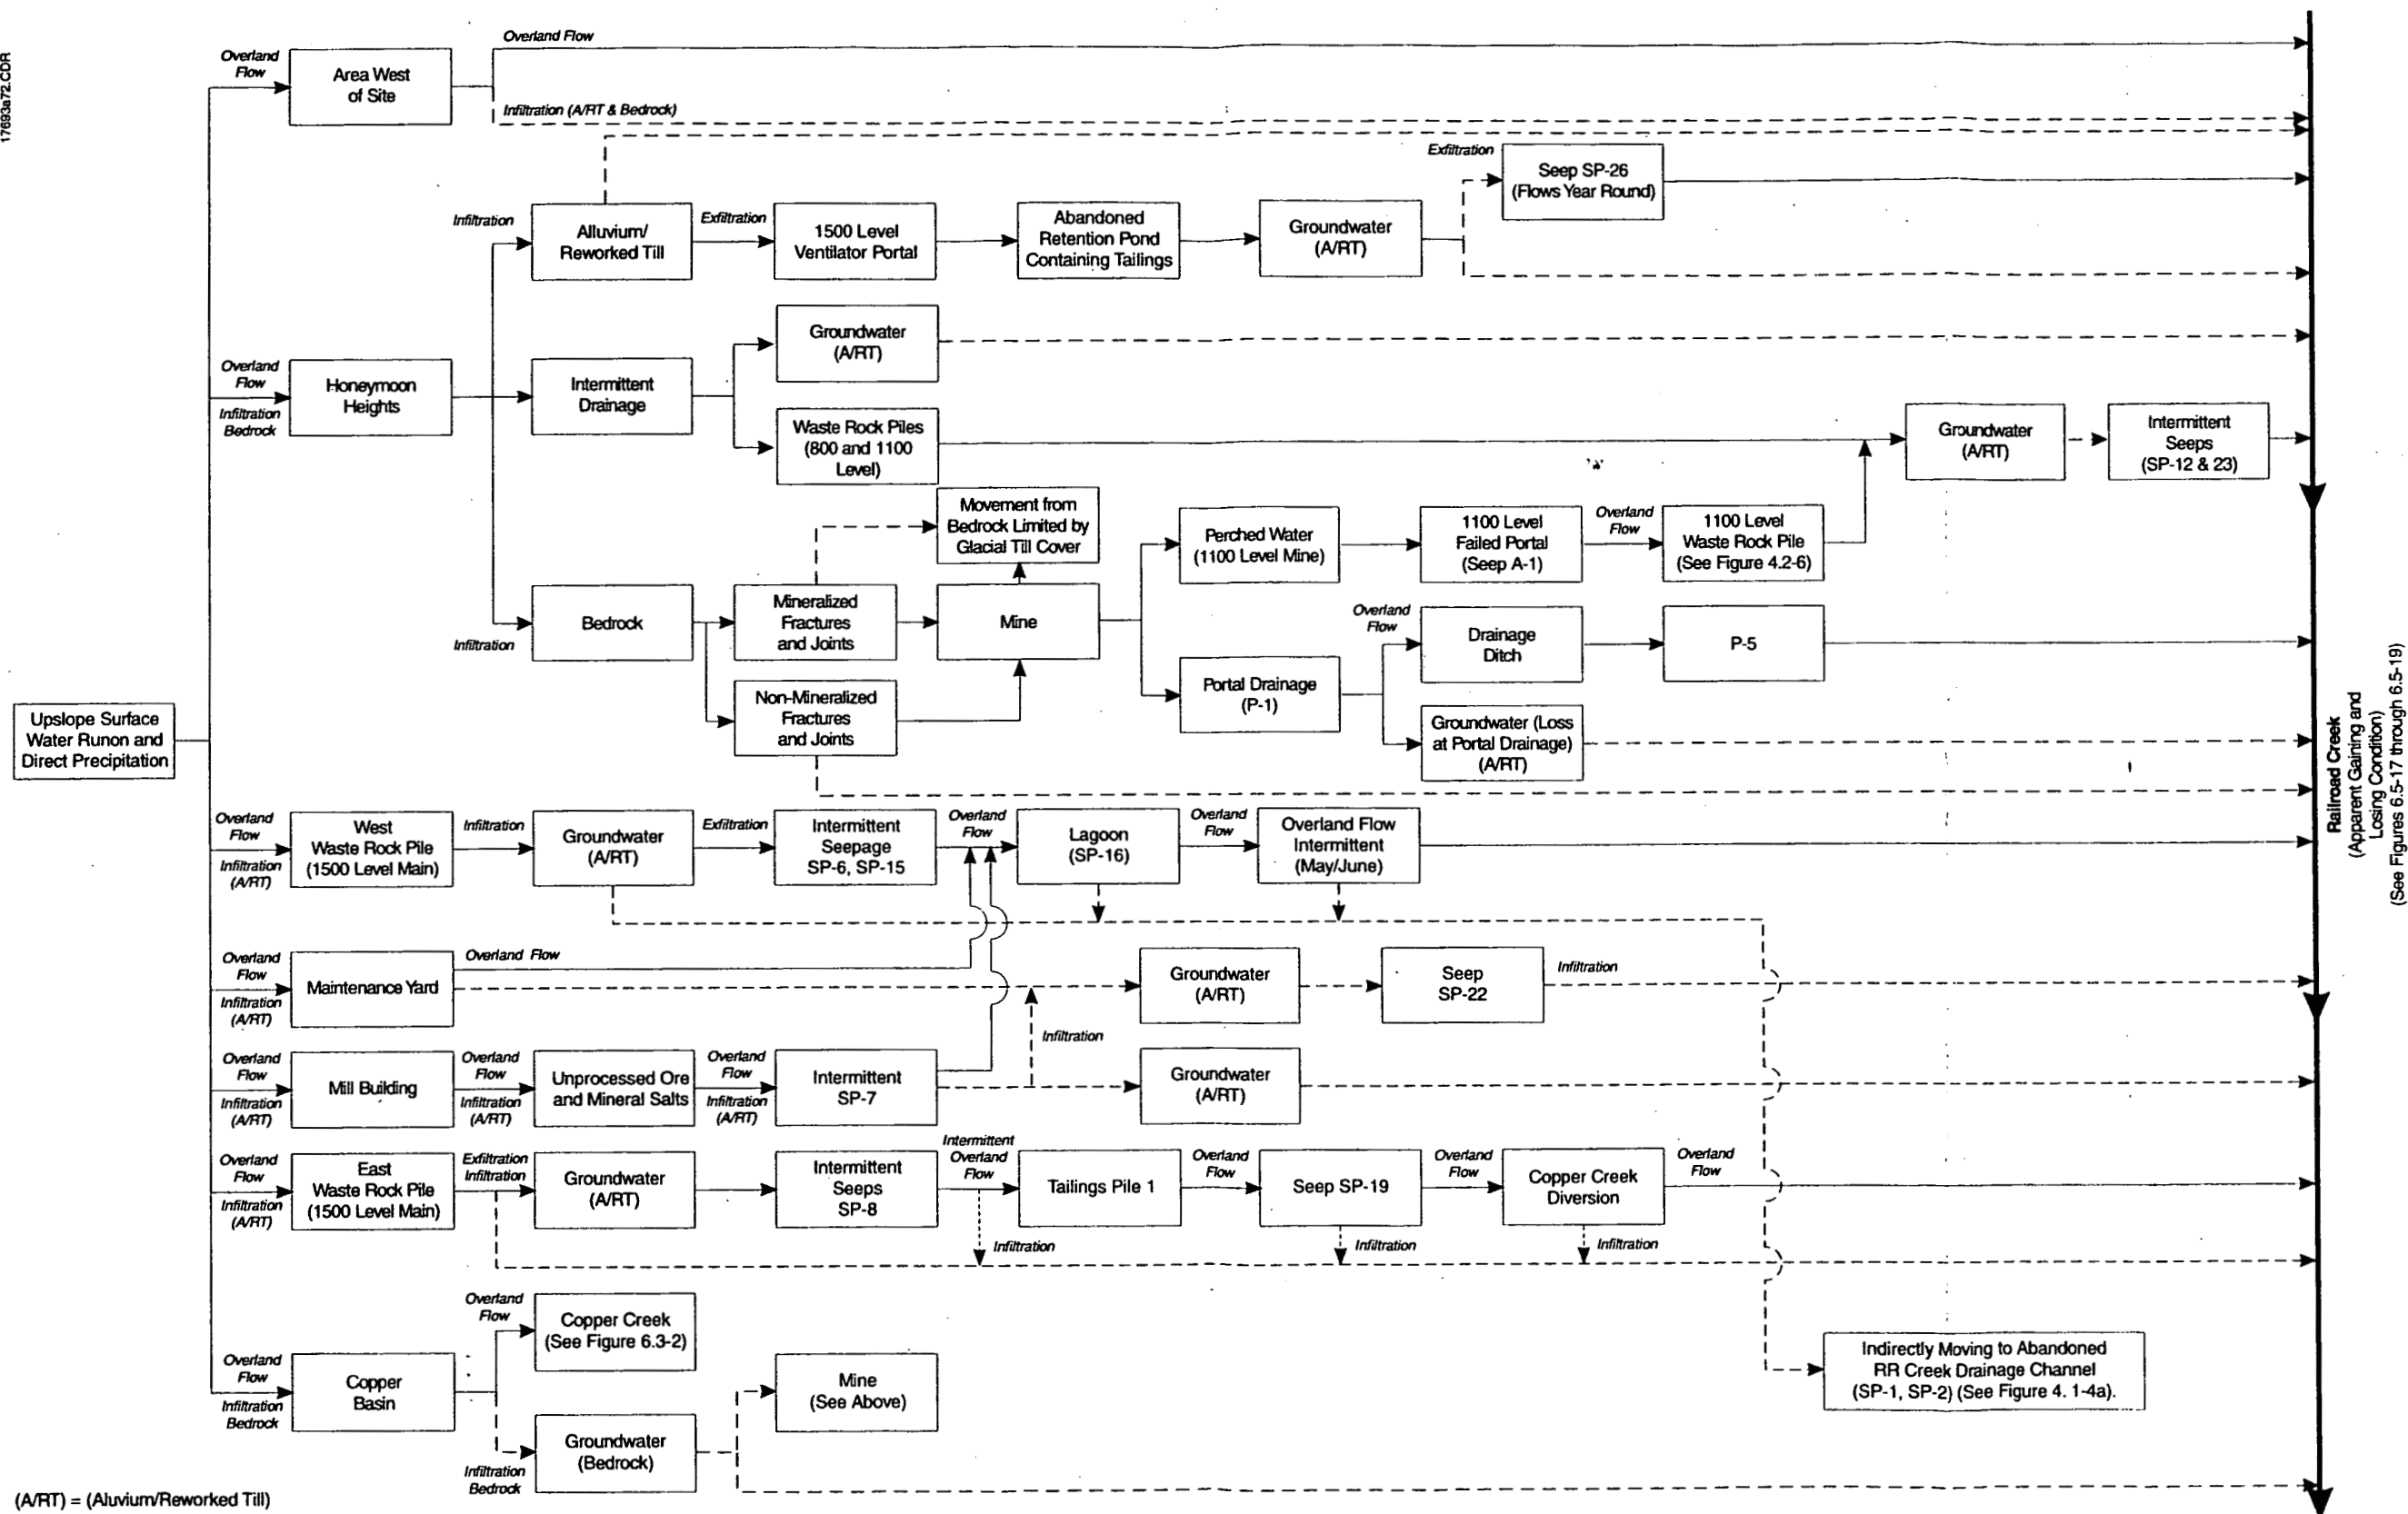 17693a72.CDR
Overland Flow
Overland
Flow
Area West
of Site
Infiltration (A/RT & Bedrock)
Exfiltration
Seep SP-26
(Flows Year Round)
Infiltration
Alluvium/
Reworked Till
Exfiltration
1500 Level
Ventilator Portal
Abandoned
Retention Pond
Containing Tailings
Groundwater
(A/RT)
Groundwater
(A/RT)
Overland
Flow
Infiltration
Bedrock
Honeymoon
Heights
Intermittent
Drainage
Waste Rock Piles
(800 and 1100
Level)
Groundwater
(A/RT)
Intermittent
Seeps
(SP-12 & 23)
Movement from
Bedrock Limited by
Glacial Till Cover
Perched Water
(1100 Level Mine)
1100 Level
Failed Portal
(Seep A-1)
Overland
Flow
1100 Level
Waste Rock Pile
(See Figure 4.2-6)
Infiltration
Bedrock
Mineralized
Fractures
and Joints
Mine
Overland
Flow
Drainage
Ditch
P-5
Non-Mineralized
Fractures
and Joints
Portal Drainage
(P-1)
Groundwater (Loss
at Portal Drainage)
(A/RT)
Upslope Surface
Water Runon and
Direct Precipitation
Railroad Creek
(Apparent Gaining and
Losing Condition)
(See Figures 6.5-17 through 6.5-19)
Overland
Flow
Infiltration
(A/RT)
West
Waste Rock Pile
(1500 Level Main)
Infiltration
Groundwater
(A/RT)
Exfiltration
Intermittent
Seepage
SP-6, SP-15
Overland
Flow
Lagoon
(SP-16)
Overland
Flow
Overland Flow
Intermittent
(May/June)
Overland
Flow
Infiltration
(A/RT)
Maintenance Yard
Overland Flow
Groundwater
(A/RT)
Seep
SP-22
Infiltration
Infiltration
Overland
Flow
Infiltration
(A/RT)
Mill Building
Overland
Flow
Infiltration
(A/RT)
Unprocessed Ore
and Mineral Salts
Overland
Flow
Infiltration
(A/RT)
Intermittent
SP-7
Groundwater
(A/RT)
Overland
Flow
Infiltration
(A/RT)
East
Waste Rock Pile
(1500 Level Main)
Exfiltration
Infiltration
Groundwater
(A/RT)
Intermittent
Seeps
SP-8
Intermittent
Overland
Flow
Tailings Pile 1
Overland
Flow
Seep SP-19
Overland
Flow
Copper Creek
Diversion
Overland
Flow
Infiltration
Infiltration
Infiltration
Overland
Flow
Copper Creek
(See Figure 6.3-2)
Overland
Flow
Infiltration
Bedrock
Copper
Basin
Mine
(See Above)
Indirectly Moving to Abandoned
RR Creek Drainage Channel
(SP-1, SP-2) (See Figure 4. 1-4a).
Infiltration
Bedrock
Groundwater
(Bedrock)
(A/RT) = (Aluvium/Reworked Till)